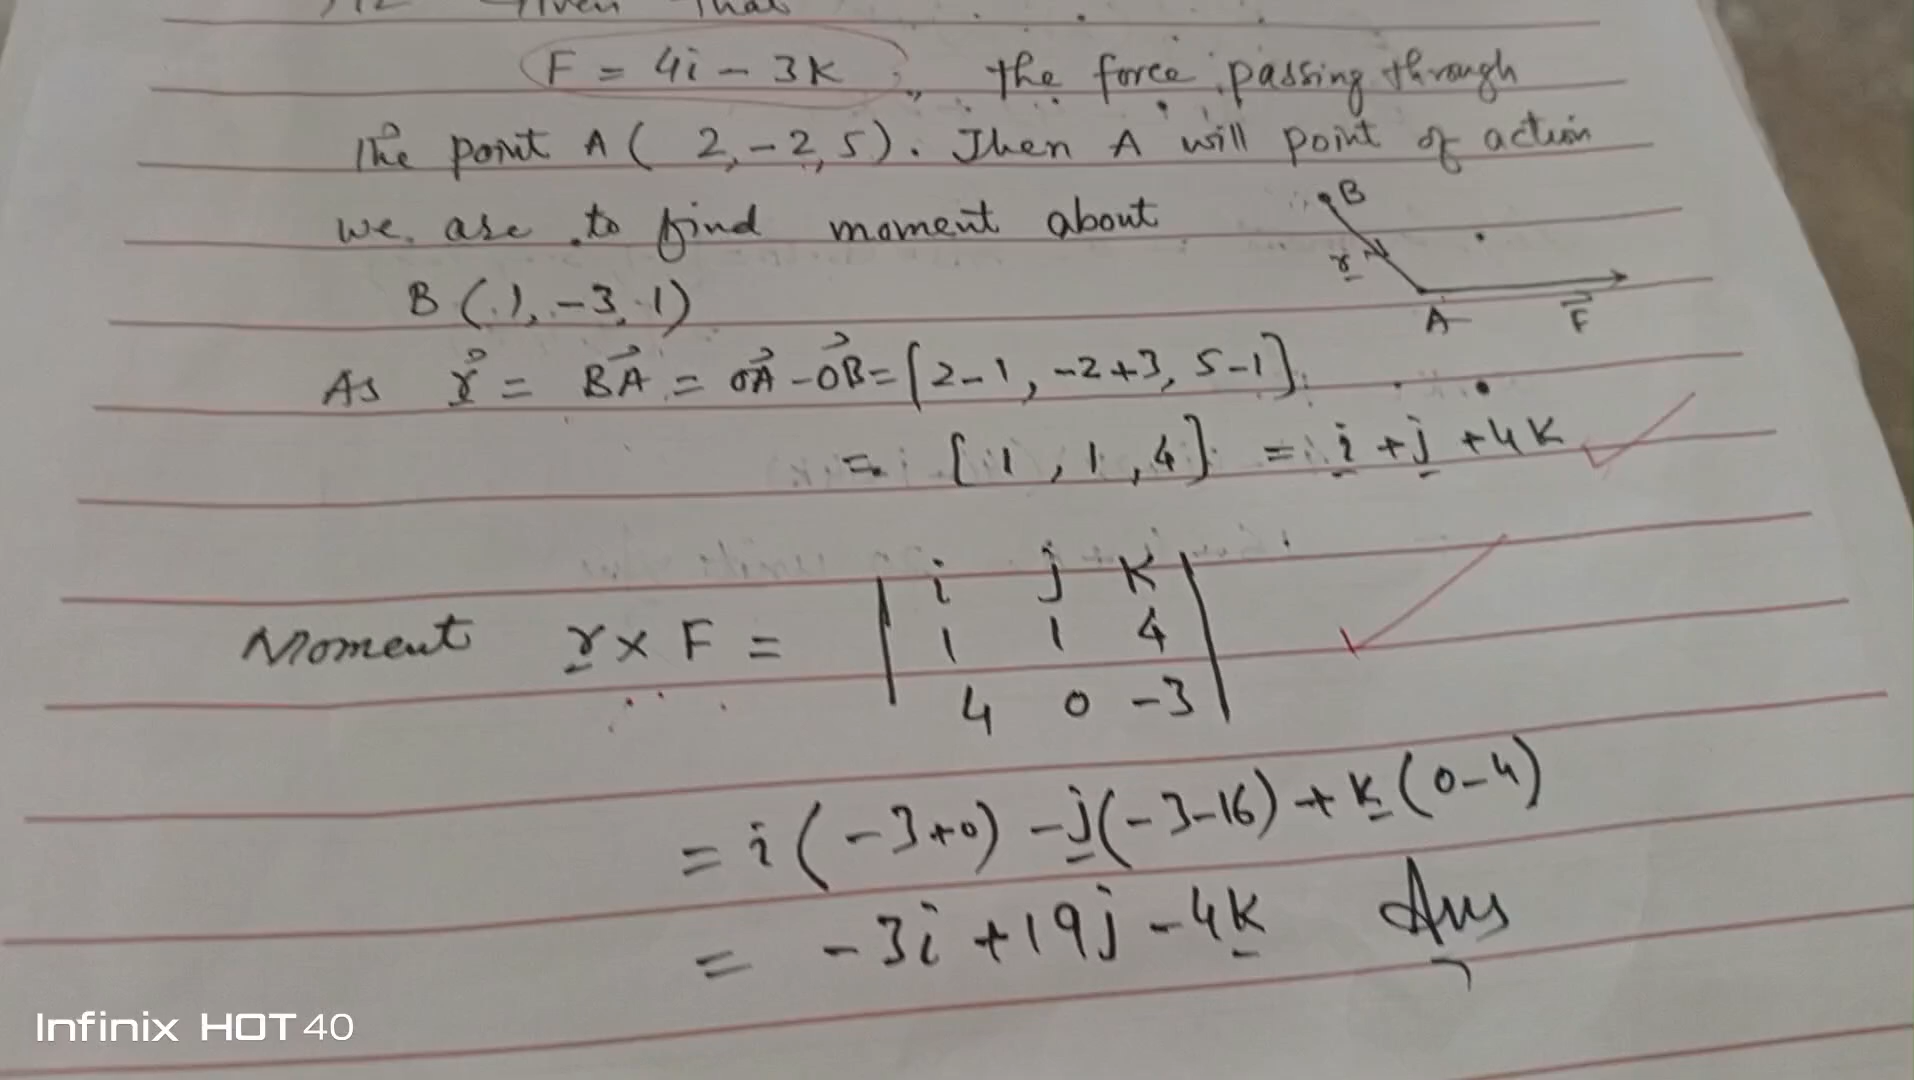 Given That
F = 4i - 3k, the force passing through
The point A ( 2, -2, 5). Then A will point of action
we are to find moment about
B (1, -3, 1)
B
r
A
F
As r = BA = OA - OB = [2-1, -2+3, 5-1]
= [1, 1, 4] = i + j + 4k
Moment r x F = | i j k |
| 1 1 4 |
| 4 0 -3 |
= i (-3+0) - j(-3-16) + k (0-4)
= -3i + 19j - 4k Ans
Infinix HOT 40